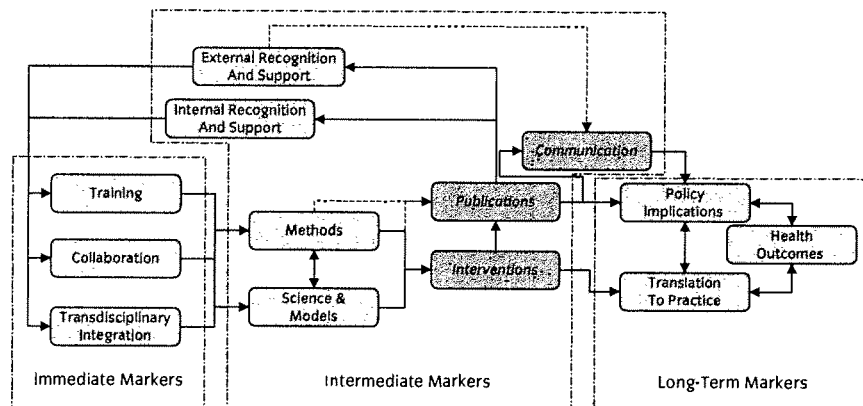 External Recognition
And Support
Internal Recognition
And Support
Communication
Training
Publications
Policy
Implications
Methods
Health
Outcomes
Collaboration
Interventions
Science &
Models
Translation
To Practice
Transdisciplinary
Integration
Immediate Markers
Intermediate Markers
Long-Term Markers